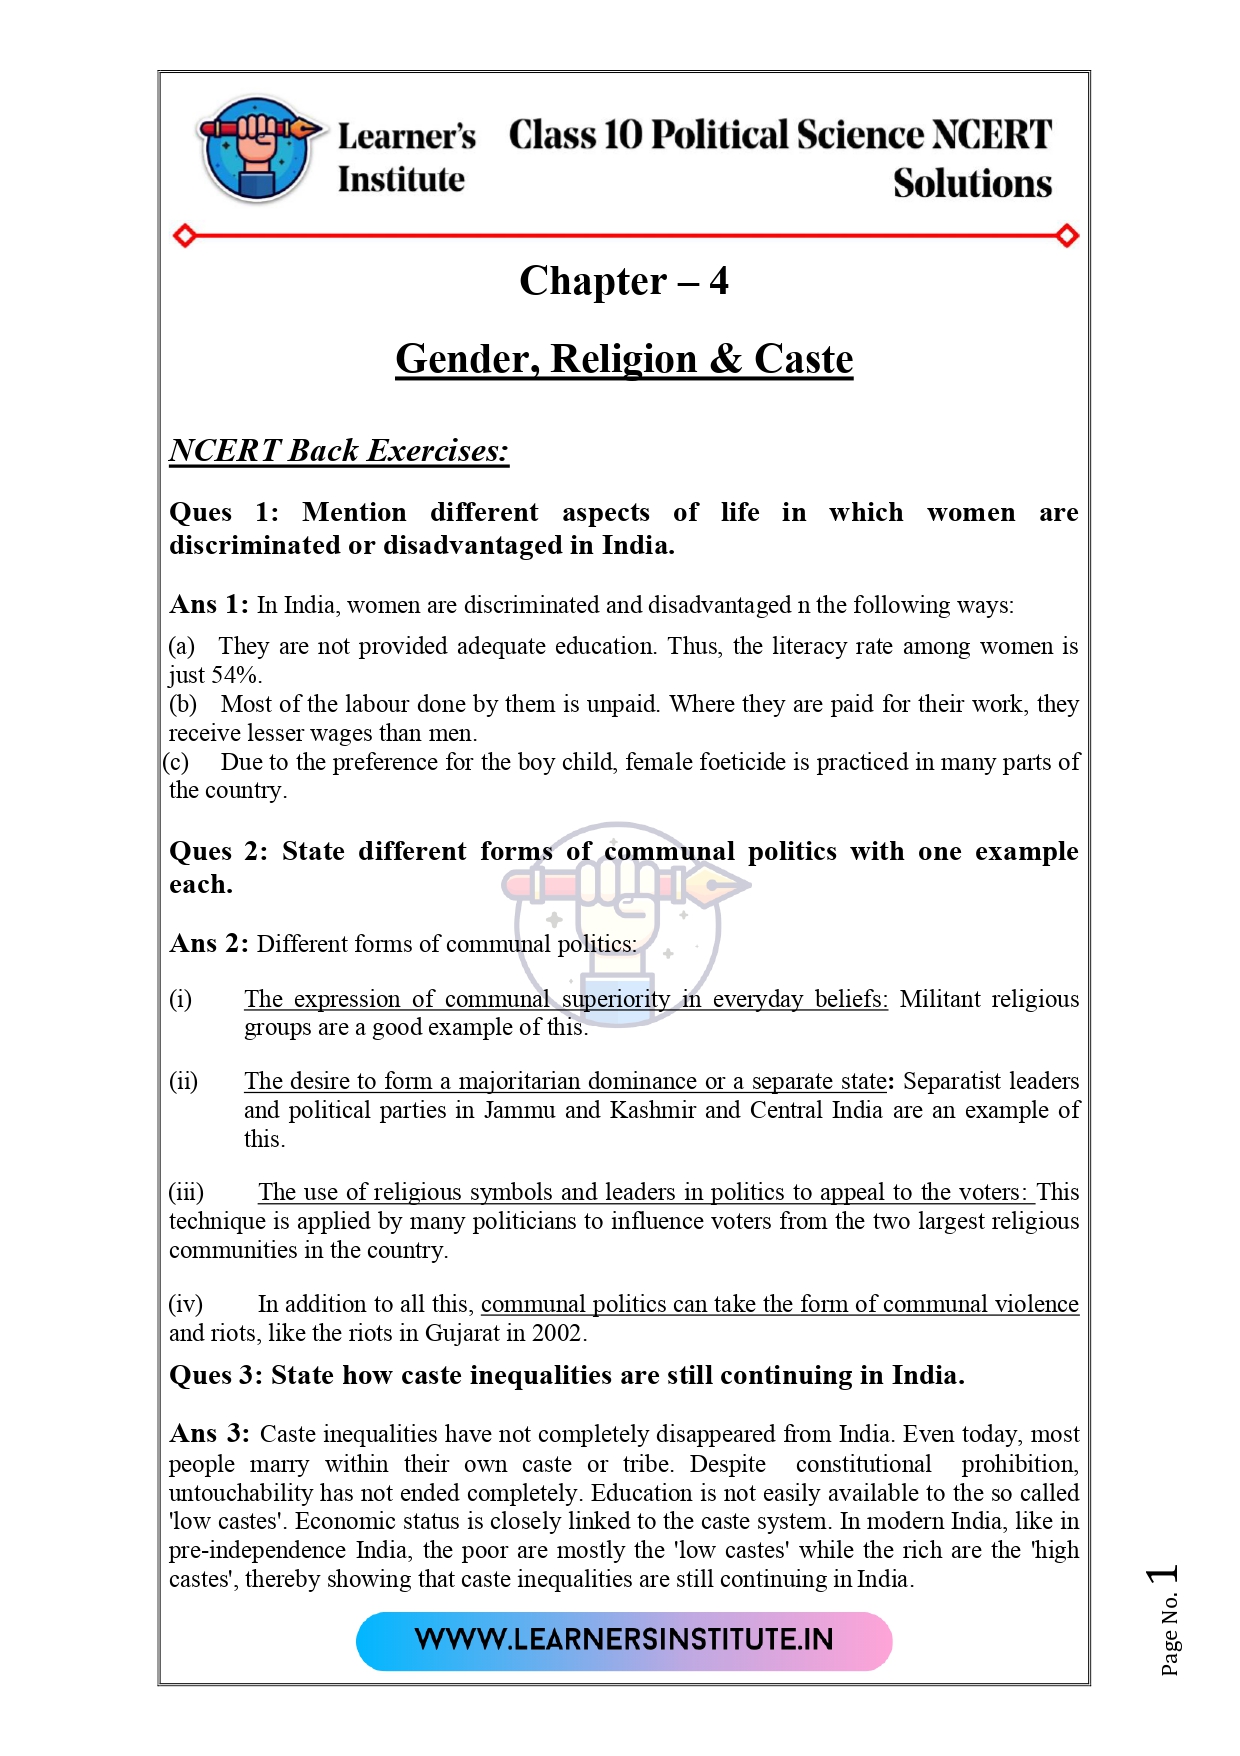 Learner's
Institute
Class 10 Political Science NCERT
Solutions
Chapter – 4
Gender, Religion & Caste
NCERT Back Exercises:
Ques 1: Mention different aspects of life in which women are
discriminated or disadvantaged in India.
Ans 1: In India, women are discriminated and disadvantaged n the following ways:
(a) They are not provided adequate education. Thus, the literacy rate among women is
just 54%.
(b) Most of the labour done by them is unpaid. Where they are paid for their work, they
receive lesser wages than men.
(c) Due to the preference for the boy child, female foeticide is practiced in many parts of
the country.
Ques 2: State different forms of communal politics with one example
each.
Ans 2: Different forms of communal politics:
(i) The expression of communal superiority in everyday beliefs: Militant religious
groups are a good example of this.
(ii) The desire to form a majoritarian dominance or a separate state: Separatist leaders
and political parties in Jammu and Kashmir and Central India are an example of
this.
(iii) The use of religious symbols and leaders in politics to appeal to the voters: This
technique is applied by many politicians to influence voters from the two largest religious
communities in the country.
(iv) In addition to all this, communal politics can take the form of communal violence
and riots, like the riots in Gujarat in 2002.
Ques 3: State how caste inequalities are still continuing in India.
Ans 3: Caste inequalities have not completely disappeared from India. Even today, most
people marry within their own caste or tribe. Despite constitutional prohibition,
untouchability has not ended completely. Education is not easily available to the so called
'low castes'. Economic status is closely linked to the caste system. In modern India, like in
pre-independence India, the poor are mostly the 'low castes' while the rich are the 'high
castes', thereby showing that caste inequalities are still continuing in India.
WWW.LEARNERSINSTITUTE.IN
Page No. 1